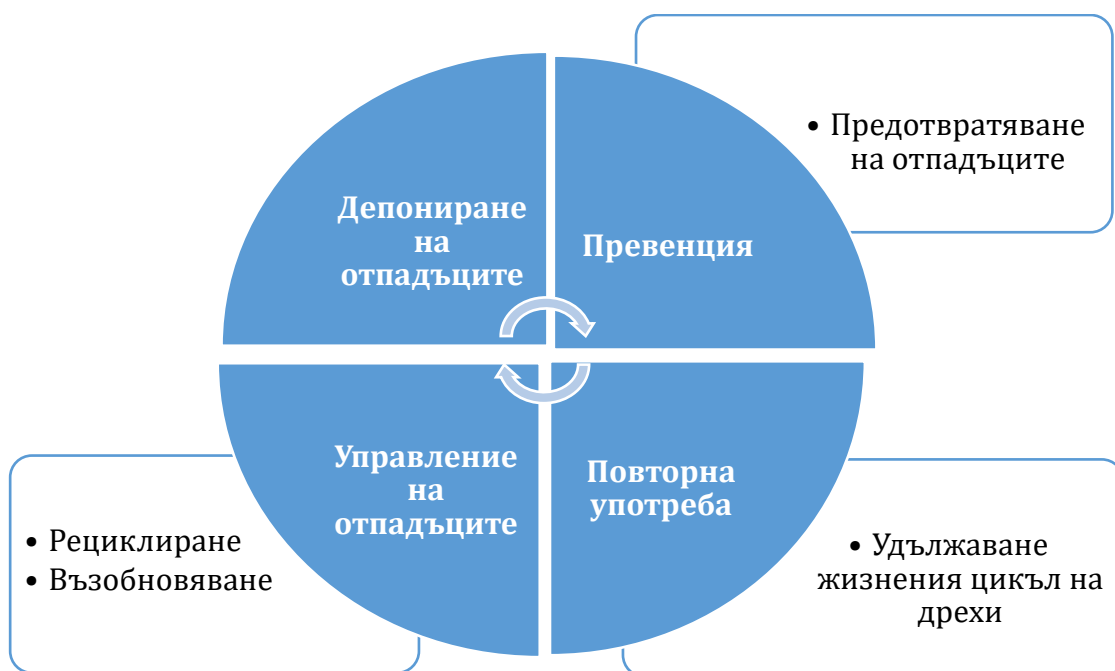 • Предотвратяване
на отпадъците
Депониране
на
отпадъците
Превенция
Управление
на
отпадъците
Повторна
употреба
• Рециклиране
• Възобновяване
• Удължаване
жизнения цикъл на
дрехи